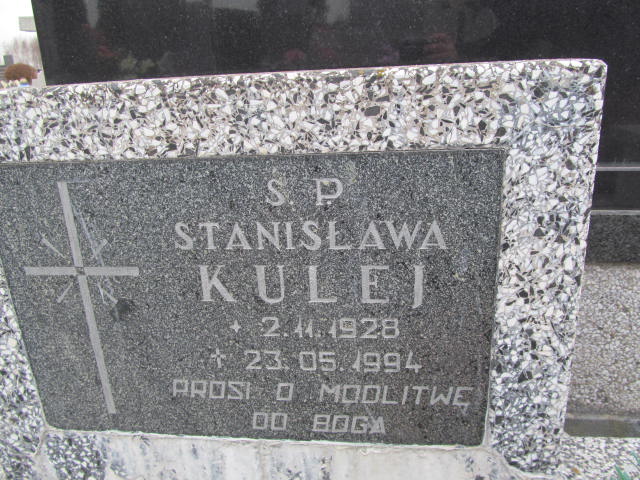 S P
STANISŁAWA
KULEJ
* 2.11.1928
† 23.05.1994
PROSI O MODLITWĘ
DO BOGA